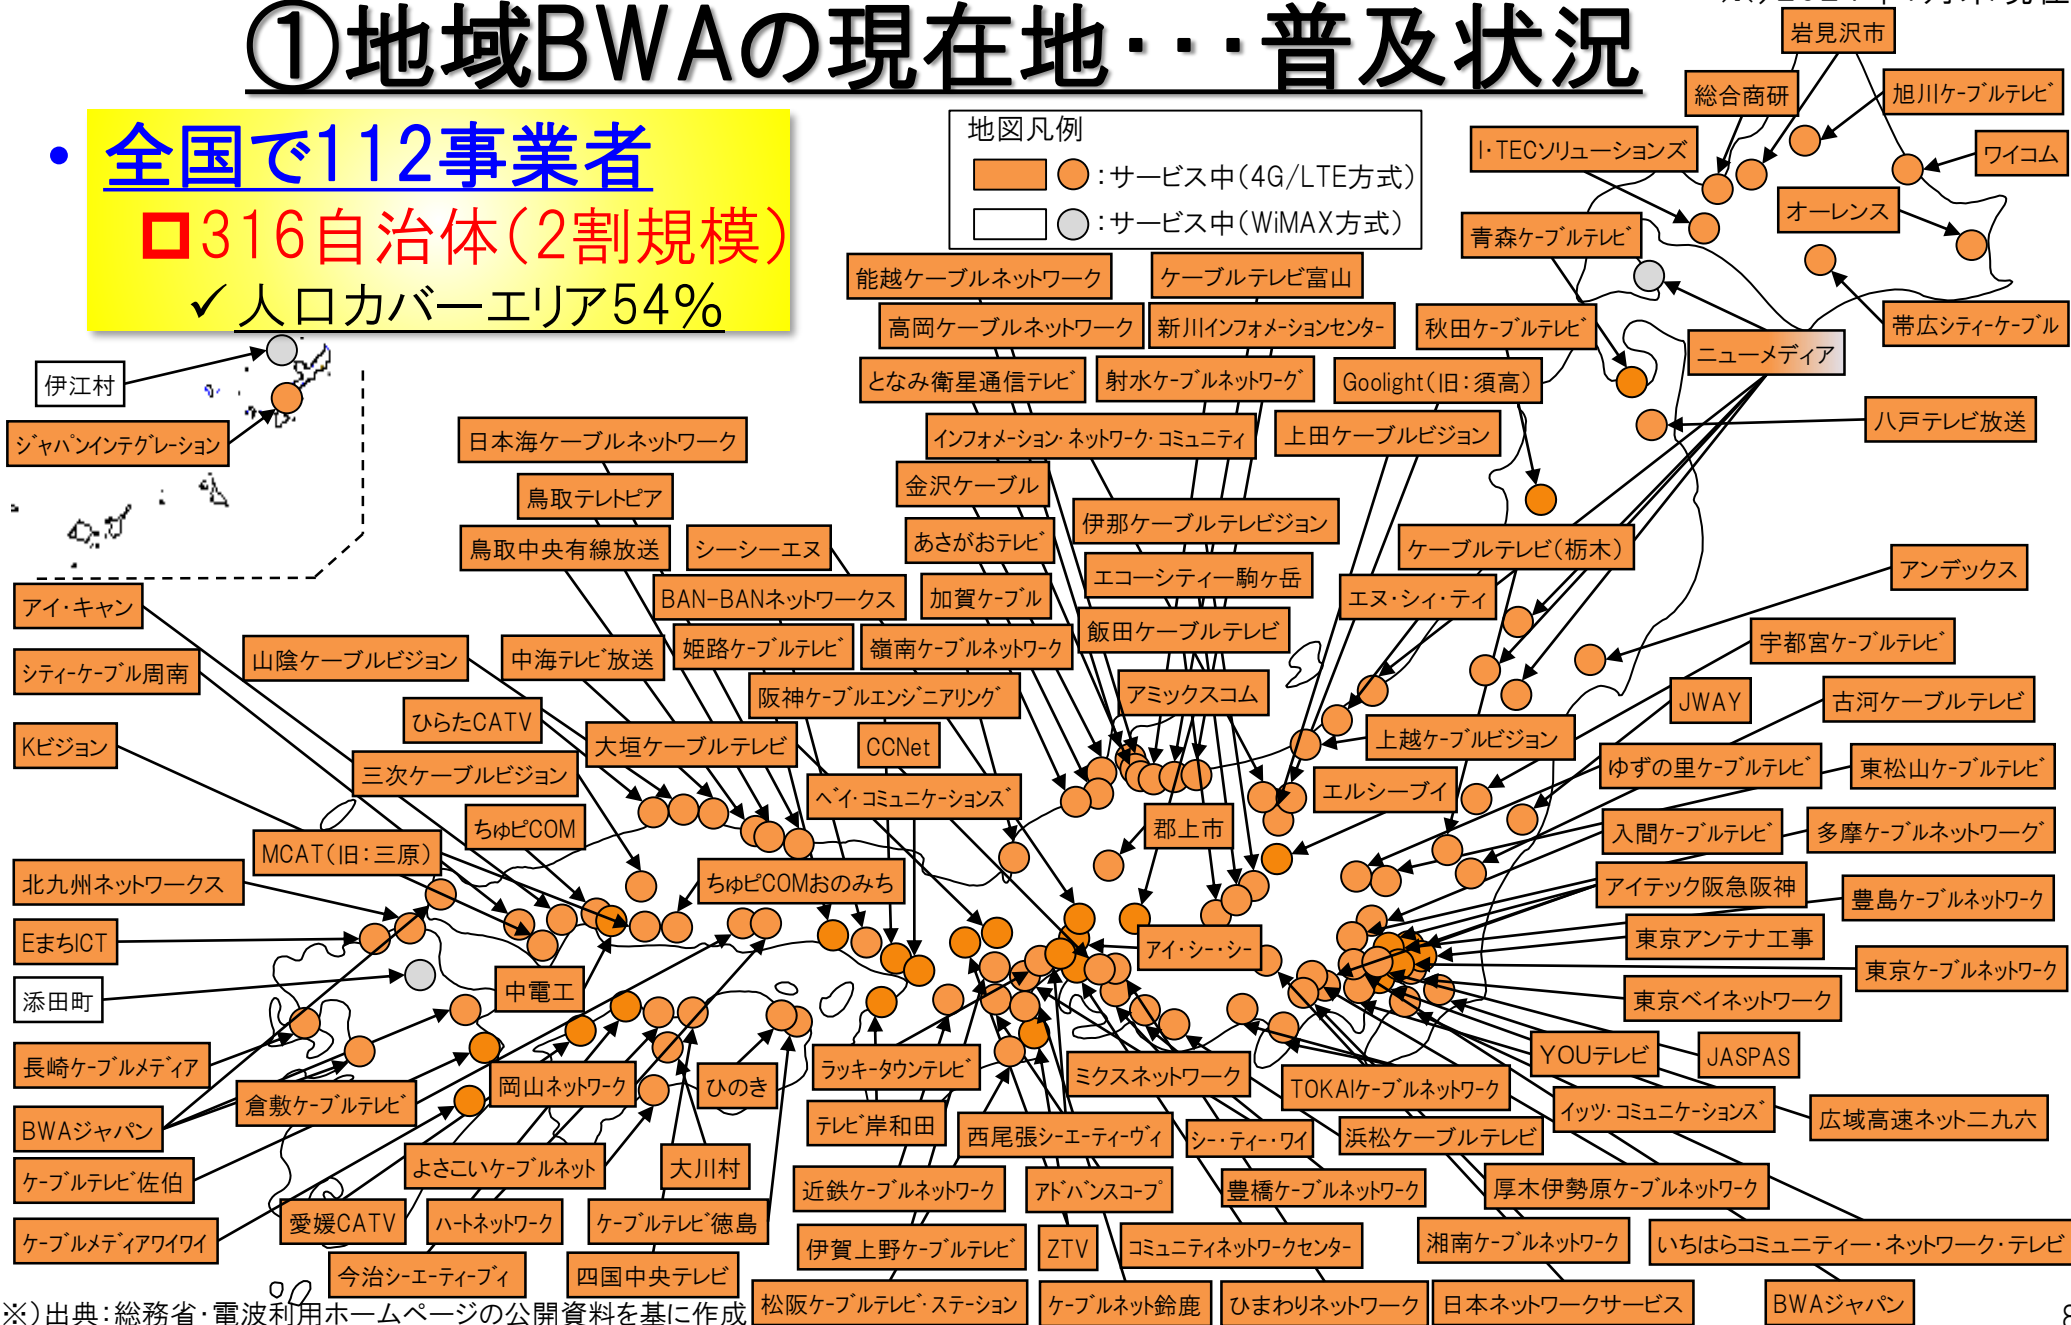 ①地域BWAの現在地・・・普及状況
・全国で112事業者
316自治体(2割規模)
✓人口カバーエリア54%
地図凡例
:サービス中(4G/LTE方式)
:サービス中(WiMAX方式)
岩見沢市
総合商研
旭川ケーブルテレビ
I・TECソリューションズ
ワイコム
オーレンス
青森ケーブルテレビ
帯広シティーケーブル
能越ケーブルネットワーク
ケーブルテレビ富山
高岡ケーブルネットワーク
新川インフォメーションセンター
秋田ケーブルテレビ
ニューメディア
伊江村
となみ衛星通信テレビ
射水ケーブルネットワーク
Goolight(旧:須高)
八戸テレビ放送
ジャパンインテグレーション
日本海ケーブルネットワーク
インフォメーション・ネットワーク・コミュニティ
上田ケーブルビジョン
鳥取テレトピア
金沢ケーブル
伊那ケーブルテレビジョン
鳥取中央有線放送
シーシーエヌ
あさがおテレビ
ケーブルテレビ(栃木)
アンデックス
アイ・キャン
BAN-BANネットワークス
加賀ケーブル
エコーシティー駒ヶ岳
エヌ・シィ・ティ
シティーケーブル周南
山陰ケーブルビジョン
中海テレビ放送
姫路ケーブルテレビ
嶺南ケーブルネットワーク
飯田ケーブルテレビ
宇都宮ケーブルテレビ
阪神ケーブルエンジニアリング
アミックスコム
JWAY
古河ケーブルテレビ
ひらたCATV
Kビジョン
大垣ケーブルテレビ
CCNet
上越ケーブルビジョン
三次ケーブルビジョン
ゆずの里ケーブルテレビ
東松山ケーブルテレビ
ベイ・コミュニケーションズ
エルシーブイ
ちゅピCOM
郡上市
入間ケーブルテレビ
多摩ケーブルネットワーク
MCAT(旧:三原)
北九州ネットワークス
ちゅピCOMおのみち
アイテック阪急阪神
豊島ケーブルネットワーク
EまちICT
アイ・シー・シー
東京アンテナ工事
東京ケーブルネットワーク
添田町
中電工
東京ベイネットワーク
長崎ケーブルメディア
岡山ネットワーク
ひのき
ラッキータウンテレビ
ミクスネットワーク
TOKAIケーブルネットワーク
YOUテレビ
JASPAS
倉敷ケーブルテレビ
BWAジャパン
テレビ岸和田
西尾張シーエーティーヴィ
シー・ティー・ワイ
浜松ケーブルテレビ
イッツ・コミュニケーションズ
広域高速ネット二九六
ケーブルテレビ佐伯
よさこいケーブルネット
大川村
近鉄ケーブルネットワーク
アドバンスコープ
豊橋ケーブルネットワーク
厚木伊勢原ケーブルネットワーク
ケーブルメディアワイワイ
愛媛CATV
ハートネットワーク
ケーブルテレビ徳島
伊賀上野ケーブルテレビ
ZTV
コミュニティネットワークセンター
湘南ケーブルネットワーク
いちはらコミュニティー・ネットワーク・テレビ
今治シーエーティーブィ
四国中央テレビ
松阪ケーブルテレビ・ステーション
ケーブルネット鈴鹿
ひまわりネットワーク
日本ネットワークサービス
BWAジャパン
※)出典:総務省・電波利用ホームページの公開資料を基に作成